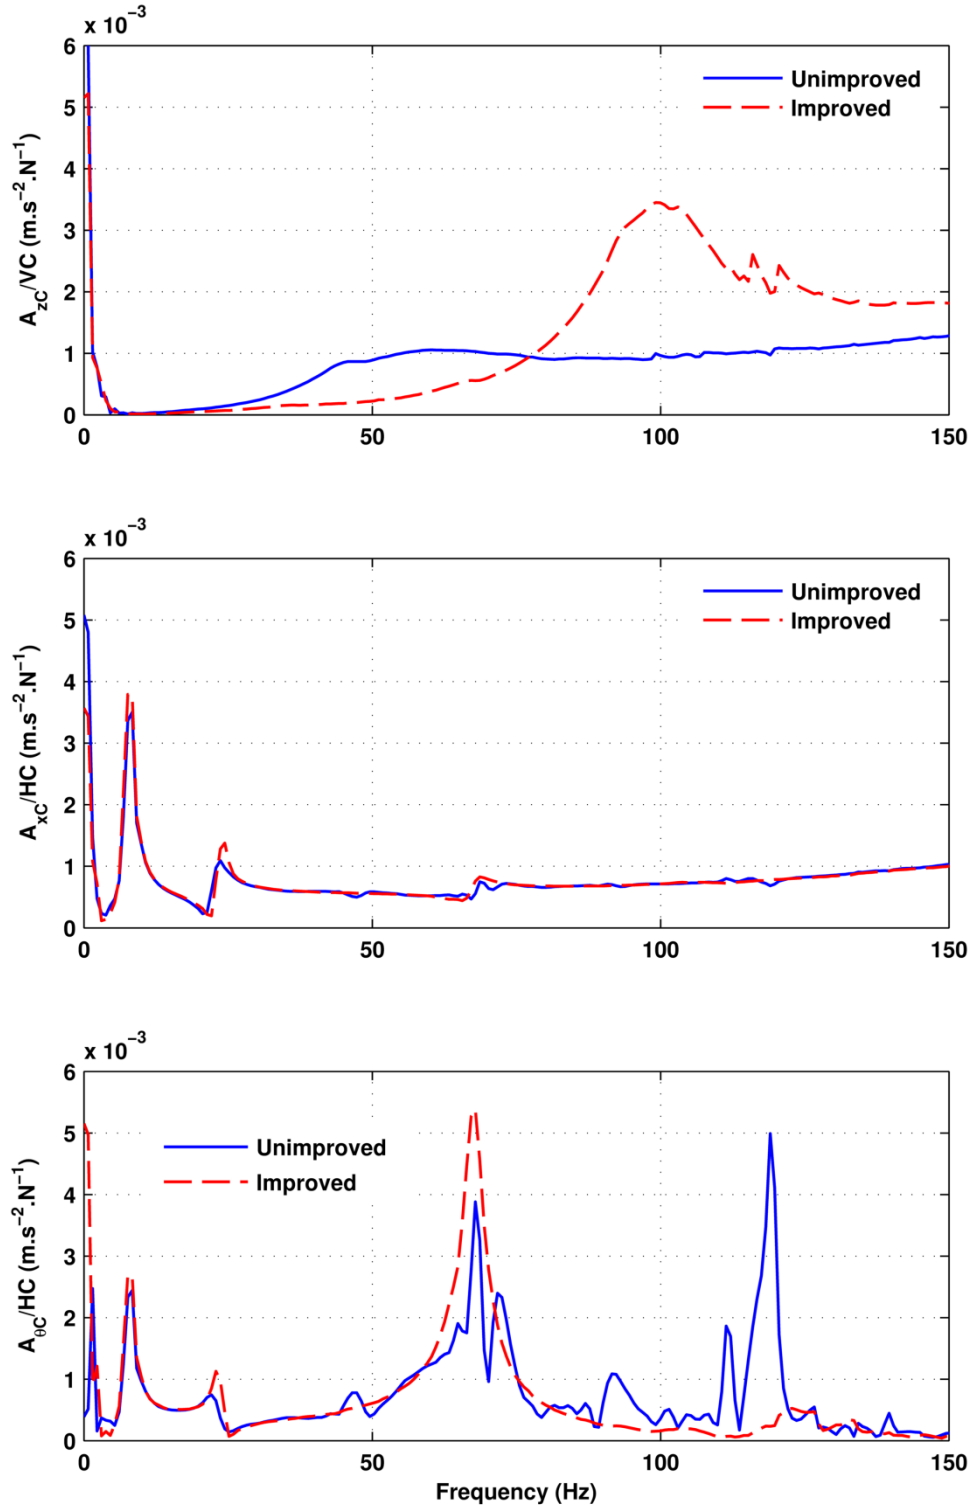 x 10⁻³
6
5
4
3
2
1
0
A_zC/VC (m.s⁻².N⁻¹)
Unimproved
Improved
0 50 100 150
x 10⁻³
6
5
4
3
2
1
0
A_xC/HC (m.s⁻².N⁻¹)
Unimproved
Improved
0 50 100 150
x 10⁻³
6
5
4
3
2
1
0
A_θC/HC (m.s⁻².N⁻¹)
Unimproved
Improved
0 50 100 150
Frequency (Hz)